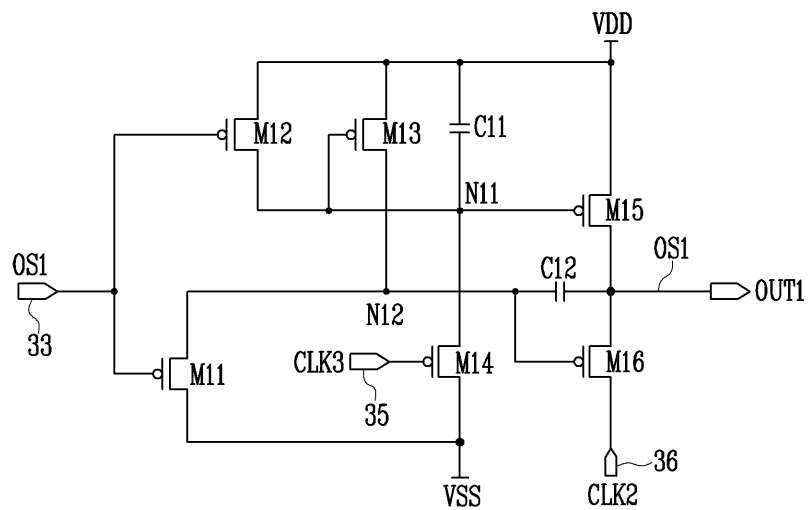 VDD
M12
M13
C11
N11
M15
OS1
OS1
C12
OUT1
33
N12
M11
CLK3
M14
M16
35
36
VSS
CLK2